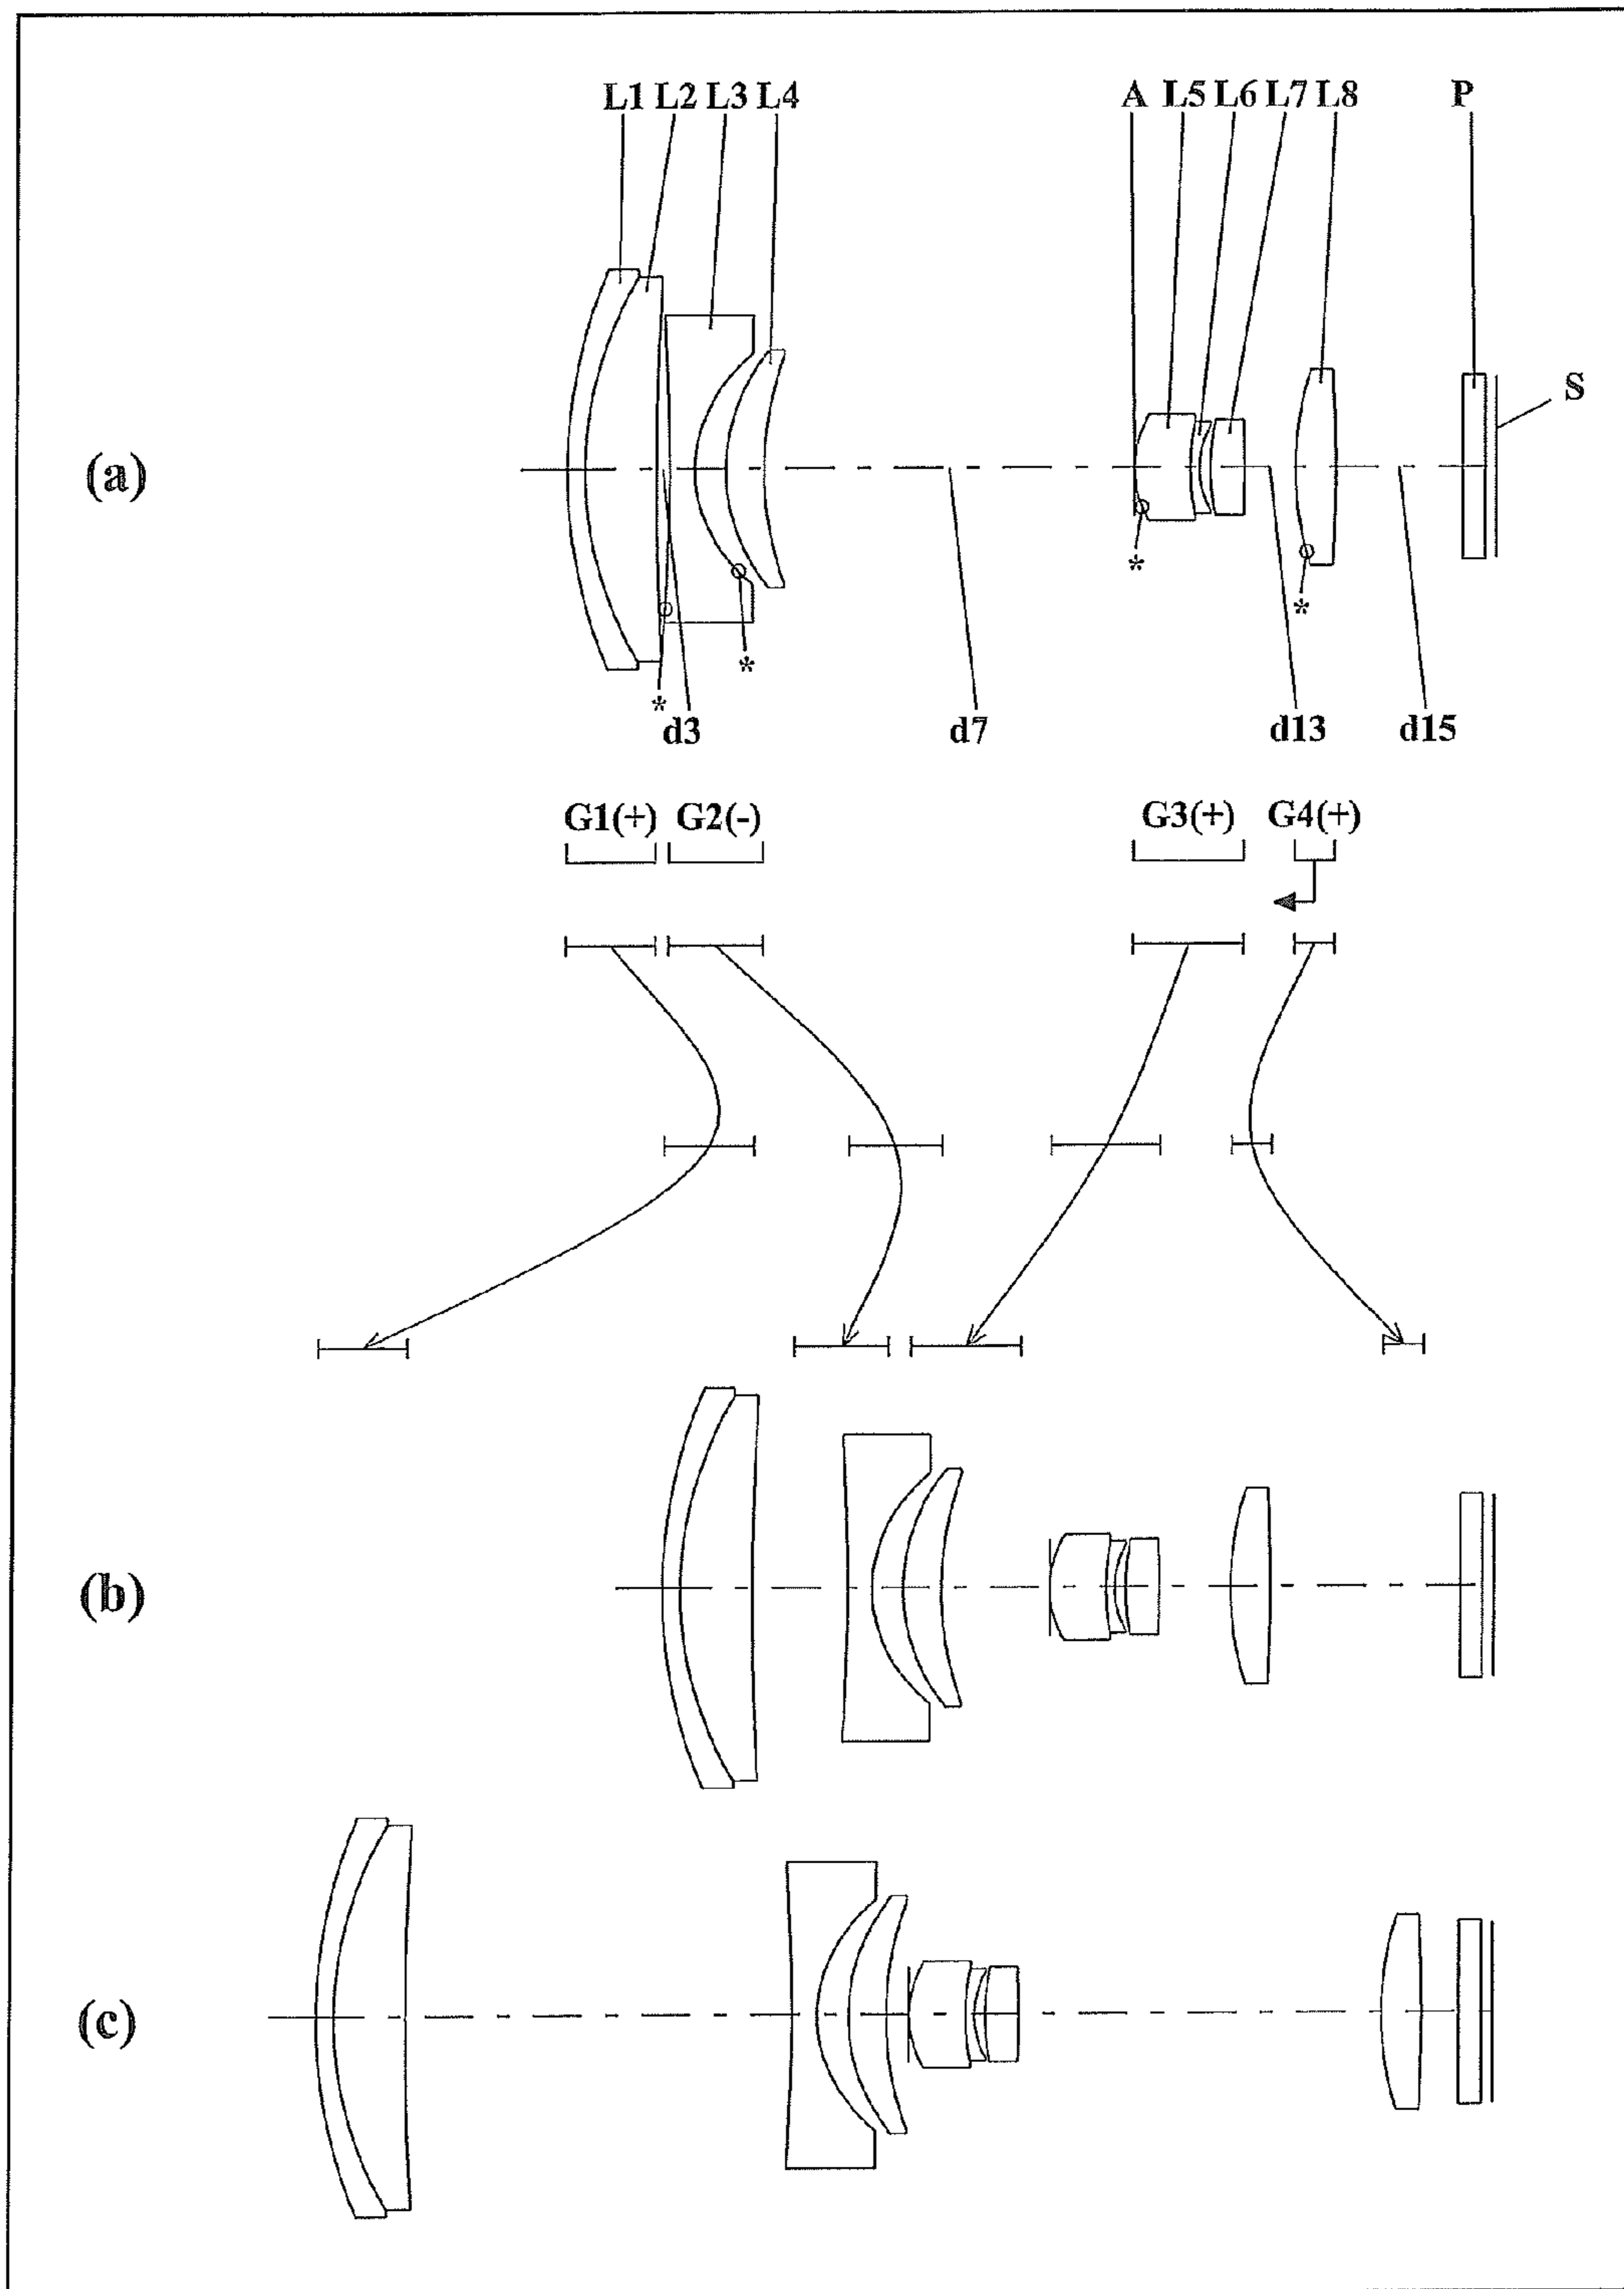 L1 L2 L3 L4 A L5 L6 L7 L8 P
S
(a)
* *
* *
d3 d7 d13 d15
G1(+) G2(-) G3(+) G4(+)
(b)
(c)